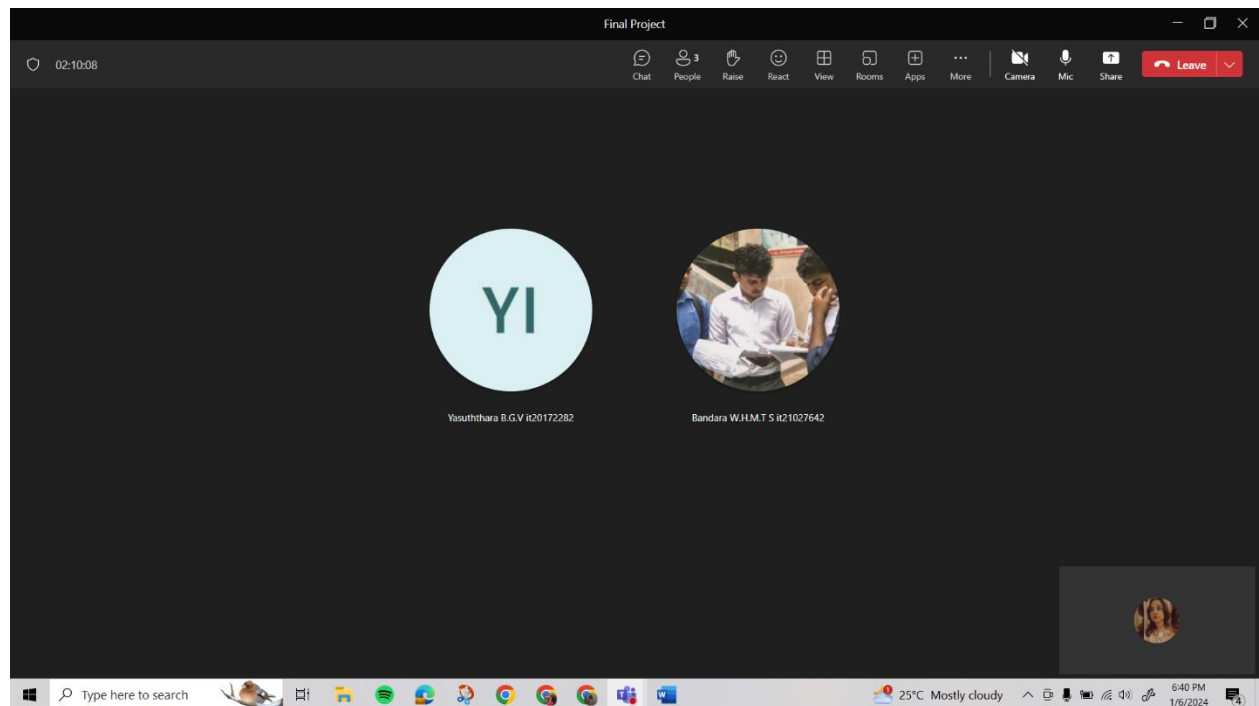 Final Project
02:10:08
3
Chat People Raise React View Rooms Apps More Camera Mic Share Leave
YI
Yasuththara B.G.V it20172282
Bandara W.H.M.T S it21027642
Type here to search
25°C Mostly cloudy
6:40 PM
1/6/2024
4